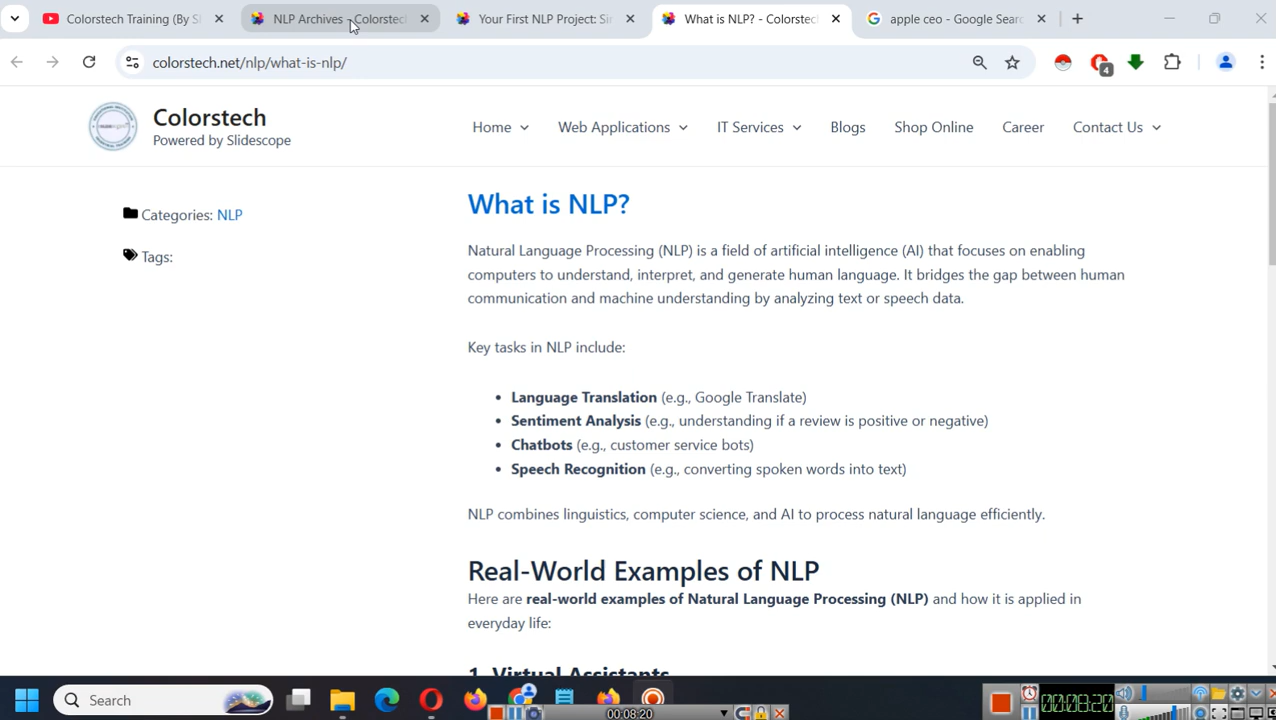 Colorstech Training (By S
NLP Archives - Colorstech
Your First NLP Project: Sir
What is NLP? - Colorstec
apple ceo - Google Searc
colorstech.net/nlp/what-is-nlp/
4
Colorstech
Powered by Slidescope
Home
Web Applications
IT Services
Blogs
Shop Online
Career
Contact Us
Categories: NLP
Tags:
What is NLP?
Natural Language Processing (NLP) is a field of artificial intelligence (AI) that focuses on enabling
computers to understand, interpret, and generate human language. It bridges the gap between human
communication and machine understanding by analyzing text or speech data.
Key tasks in NLP include:
• Language Translation (e.g., Google Translate)
• Sentiment Analysis (e.g., understanding if a review is positive or negative)
• Chatbots (e.g., customer service bots)
• Speech Recognition (e.g., converting spoken words into text)
NLP combines linguistics, computer science, and AI to process natural language efficiently.
Real-World Examples of NLP
Here are real-world examples of Natural Language Processing (NLP) and how it is applied in
everyday life:
1. Virtual Assistants
Search
00:08:20